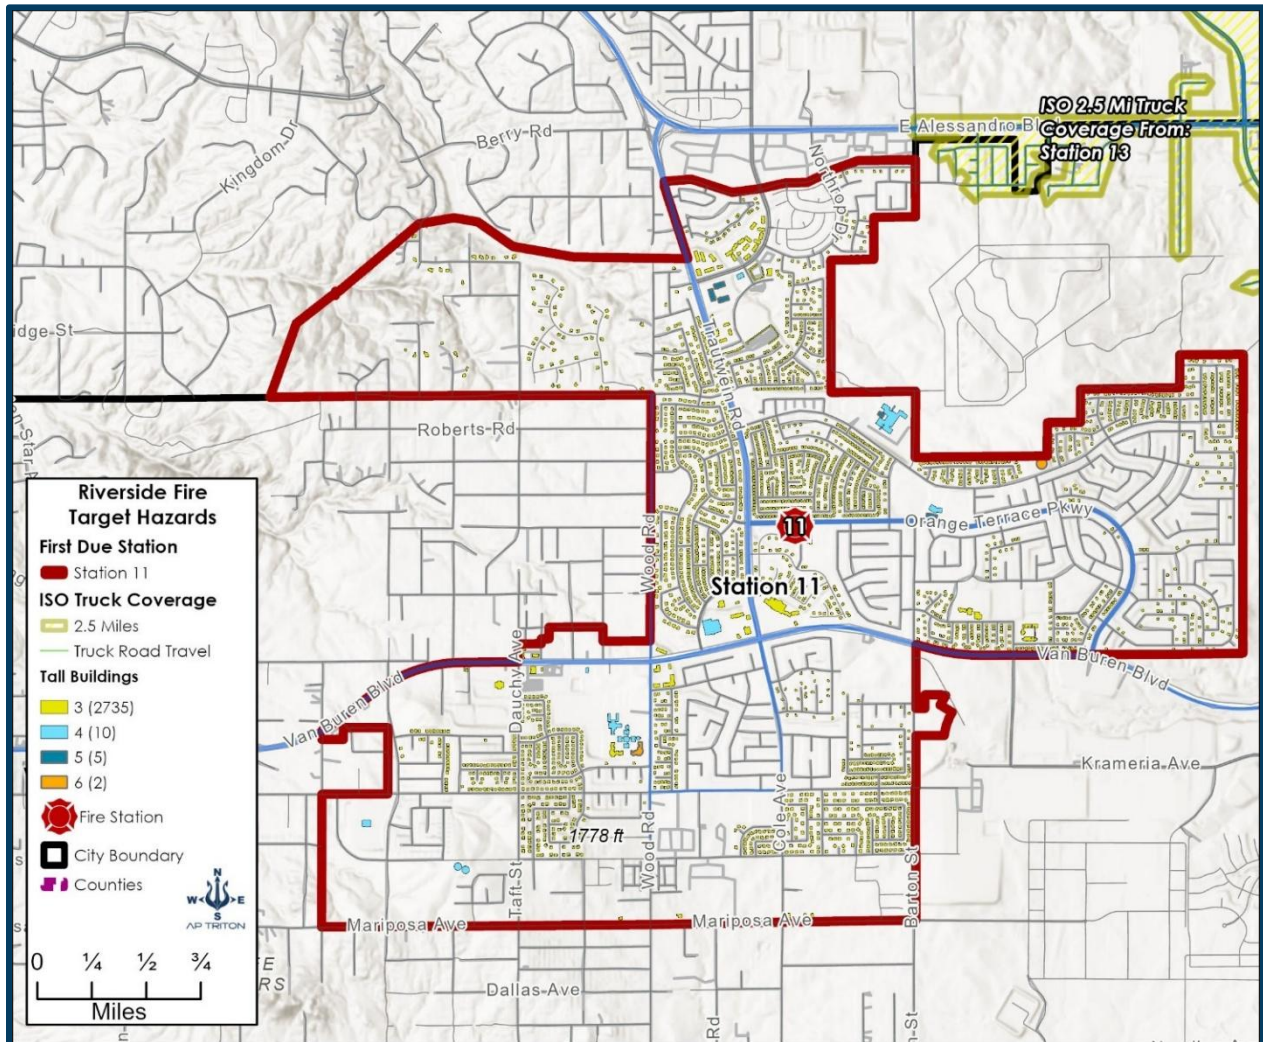 ISO 2.5 Mi Truck
Coverage From:
Station 13
E Alessandro Bl
Berry Rd
Kingdom Dr
Northrop Dr
idge St
Trautwein Rd
Roberts Rd
Wood Rd
Orange Terrace Pkwy
11
Station 11
Dauchy Ave
Van Buren Blvd
Van Buren Blvd
Krameria Ave
Cole Ave
1778 ft
Wood Rd
Taft St
Barton St
Mariposa Ave
Mariposa Ave
Dallas Ave
Rd
n St
Riverside Fire
Target Hazards
First Due Station
Station 11
ISO Truck Coverage
2.5 Miles
Truck Road Travel
Tall Buildings
3 (2735)
4 (10)
5 (5)
6 (2)
Fire Station
City Boundary
Counties
N
W E
S
AP TRITON
0 ¼ ½ ¾
Miles